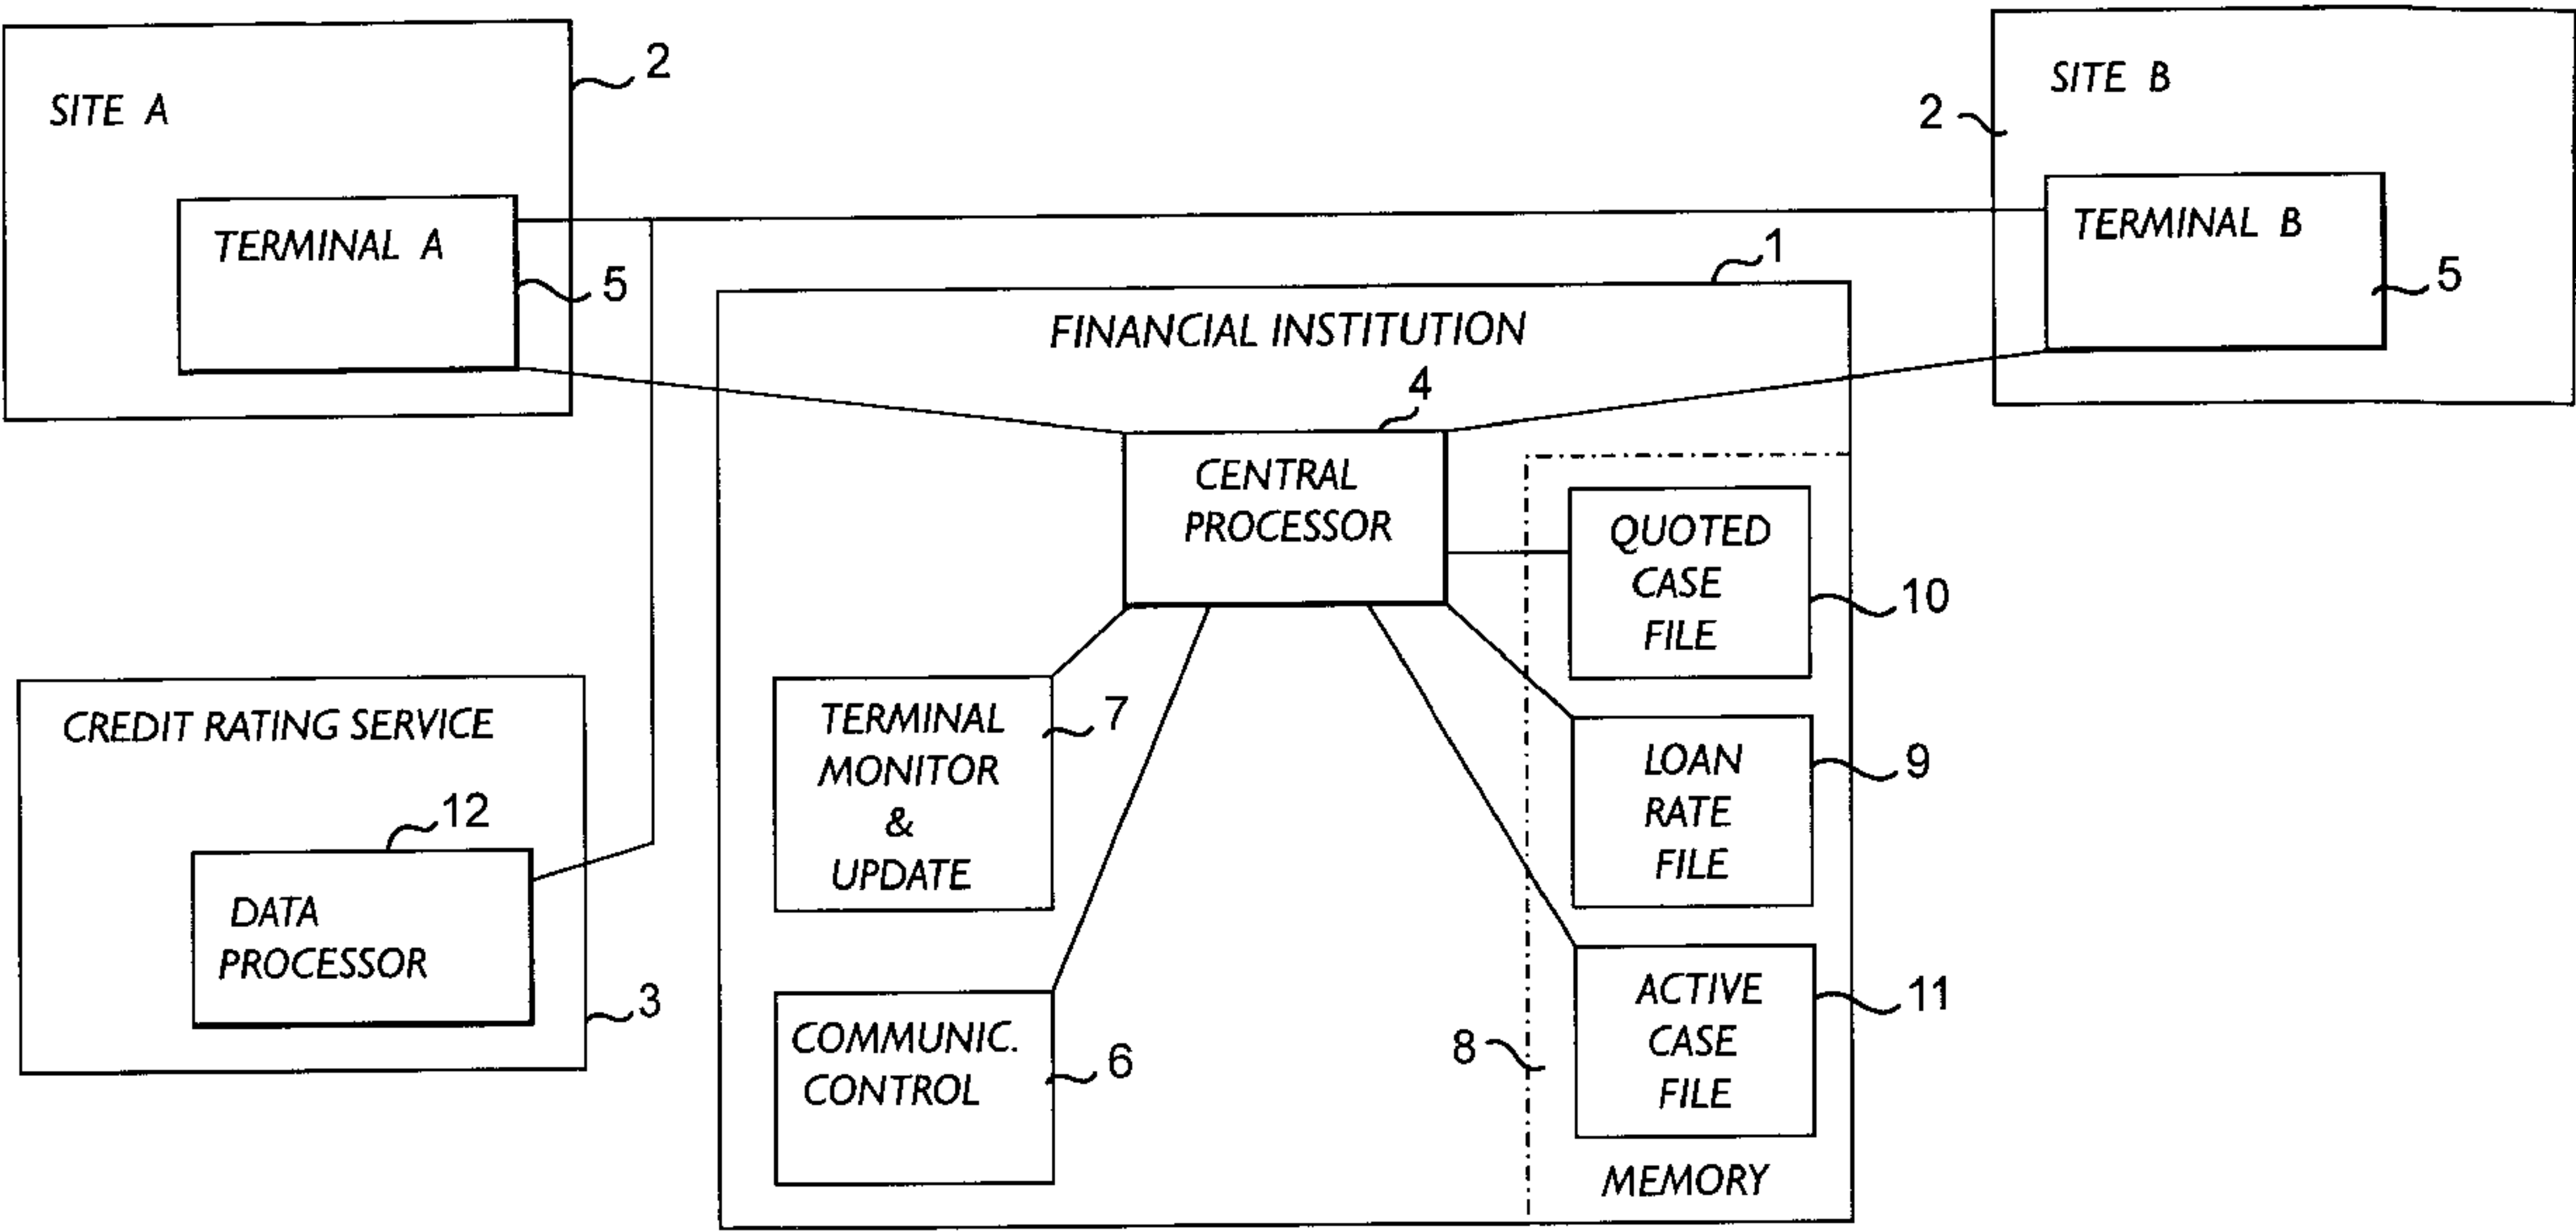 SITE A
2
TERMINAL A
5
SITE B
2
TERMINAL B
5
1
FINANCIAL INSTITUTION
4
CENTRAL
PROCESSOR
QUOTED
CASE
FILE
10
LOAN
RATE
FILE
9
ACTIVE
CASE
FILE
11
8
MEMORY
TERMINAL
MONITOR
&
UPDATE
7
COMMUNIC.
CONTROL
6
CREDIT RATING SERVICE
12
DATA
PROCESSOR
3